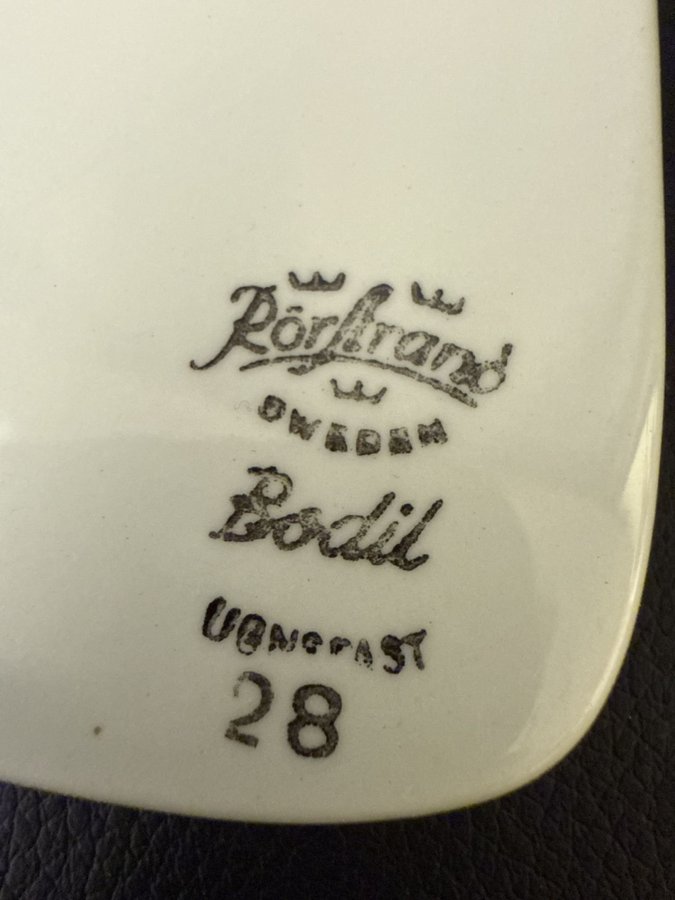 Rörstrand
SWEDEN
Bodil
UGNSFAST
28